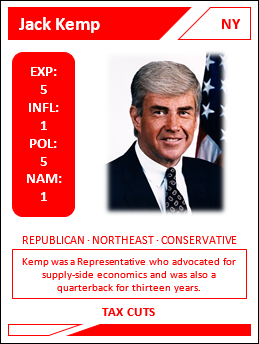 Jack Kemp
NY
EXP:
5
INFL:
1
POL:
5
NAM:
1
REPUBLICAN · NORTHEAST · CONSERVATIVE
Kemp was a Representative who advocated for
supply-side economics and was also a
quarterback for thirteen years.
TAX CUTS